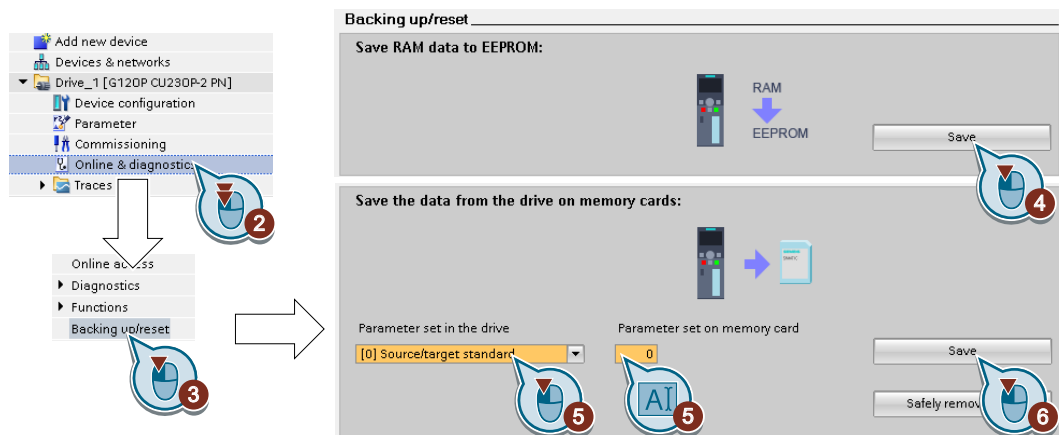 Add new device
Devices & networks
Drive_1 [G120P CU230P-2 PN]
Device configuration
Parameter
Commissioning
Online & diagnostics
Traces
2
Online access
Diagnostics
Functions
Backing up/reset
3
Backing up/reset
Save RAM data to EEPROM:
RAM
EEPROM
Save
4
Save the data from the drive on memory cards:
Parameter set in the drive
Parameter set on memory card
[0] Source/target standard
0
Save
5
AI
5
Safely remov
6